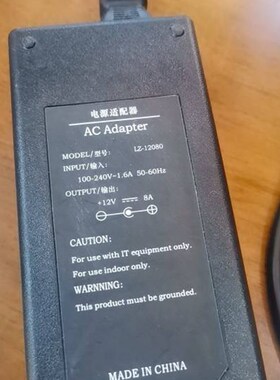 电源适配器
AC Adapter
MODEL/型号: LZ-12080
INPUT/输入:
100-240V~1.6A 50-60Hz
OUTPUT/输出:
+12V 8A
CAUTION:
For use with IT equipment only.
For use indoor only.
WARNING:
This product must be grounded.
MADE IN CHINA